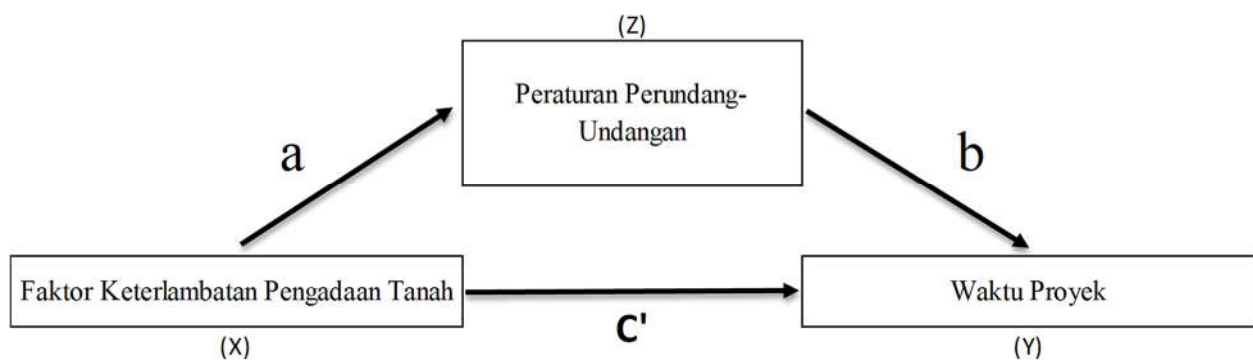 (Z)
Peraturan Perundang-
Undangan
a
b
Faktor Keterlambatan Pengadaan Tanah
Waktu Proyek
C'
(X)
(Y)